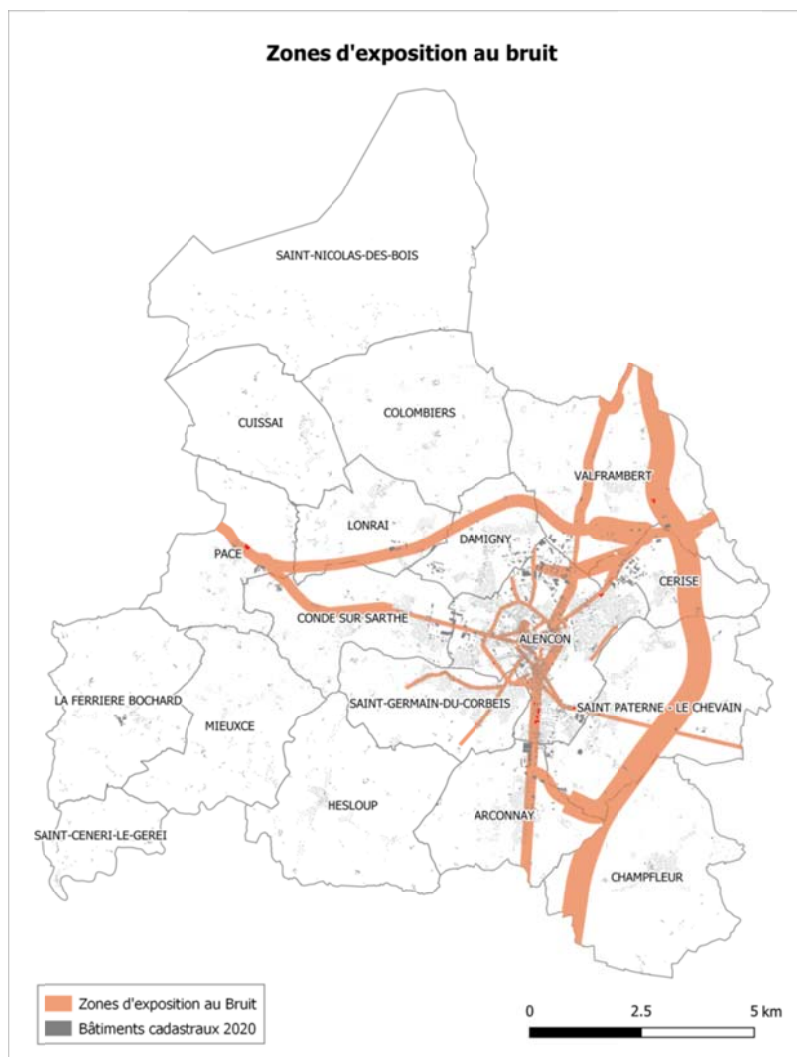 Zones d'exposition au bruit
SAINT-NICOLAS-DES-BOIS
COLOMBIERS
CUISSAI
VALFRAMBERT
LONRAI
DAMIGNY
PACE
CERISE
CONDE SUR SARTHE
ALENCON
LA FERRIERE BOCHARD
SAINT-GERMAIN-DU-CORBEIS
SAINT PATERNE - LE CHEVAIN
MIEUXCE
HESLOUP
ARCONNAY
SAINT-CENERI-LE-GEREI
CHAMPFLEUR
Zones d'exposition au Bruit
Bâtiments cadastraux 2020
0 2.5 5 km